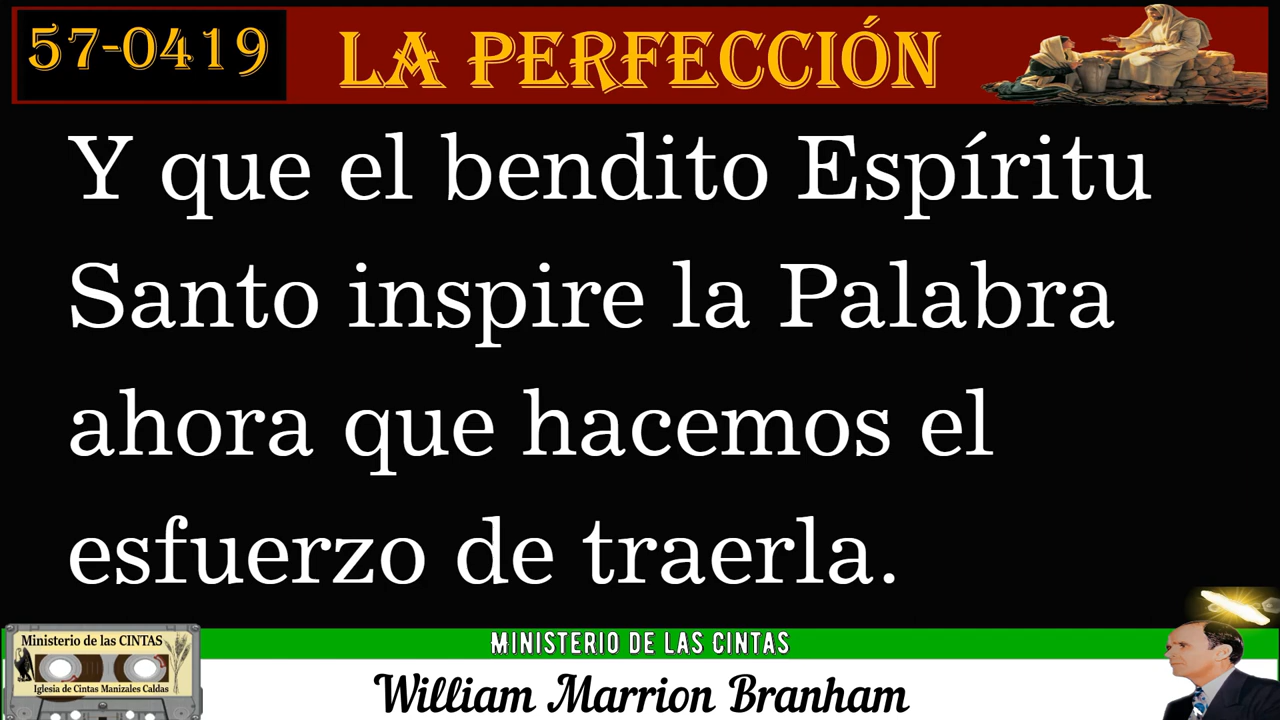 57-0419
LA PERFECCIÓN
Y que el bendito Espíritu
Santo inspire la Palabra
ahora que hacemos el
esfuerzo de traerla.
MINISTERIO DE LAS CINTAS
Ministerio de las CINTAS
Iglesia de Cintas Manizales Caldas
William Marrion Branham